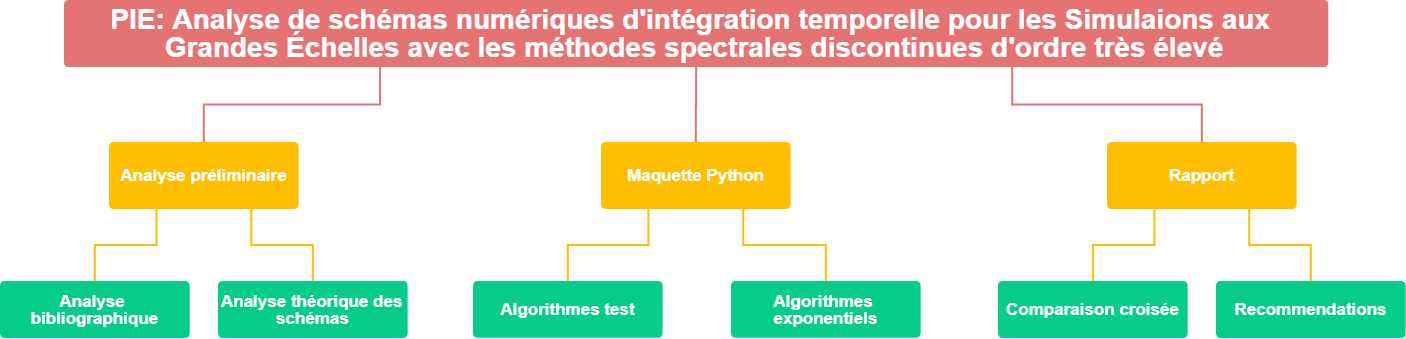 PIE: Analyse de schémas numériques d'intégration temporelle pour les Simulaions aux
Grandes Échelles avec les méthodes spectrales discontinues d'ordre très élevé
Analyse préliminaire
Maquette Python
Rapport
Analyse
bibliographique
Analyse théorique des
schémas
Algorithmes test
Algorithmes
exponentiels
Comparaison croisée
Recommendations